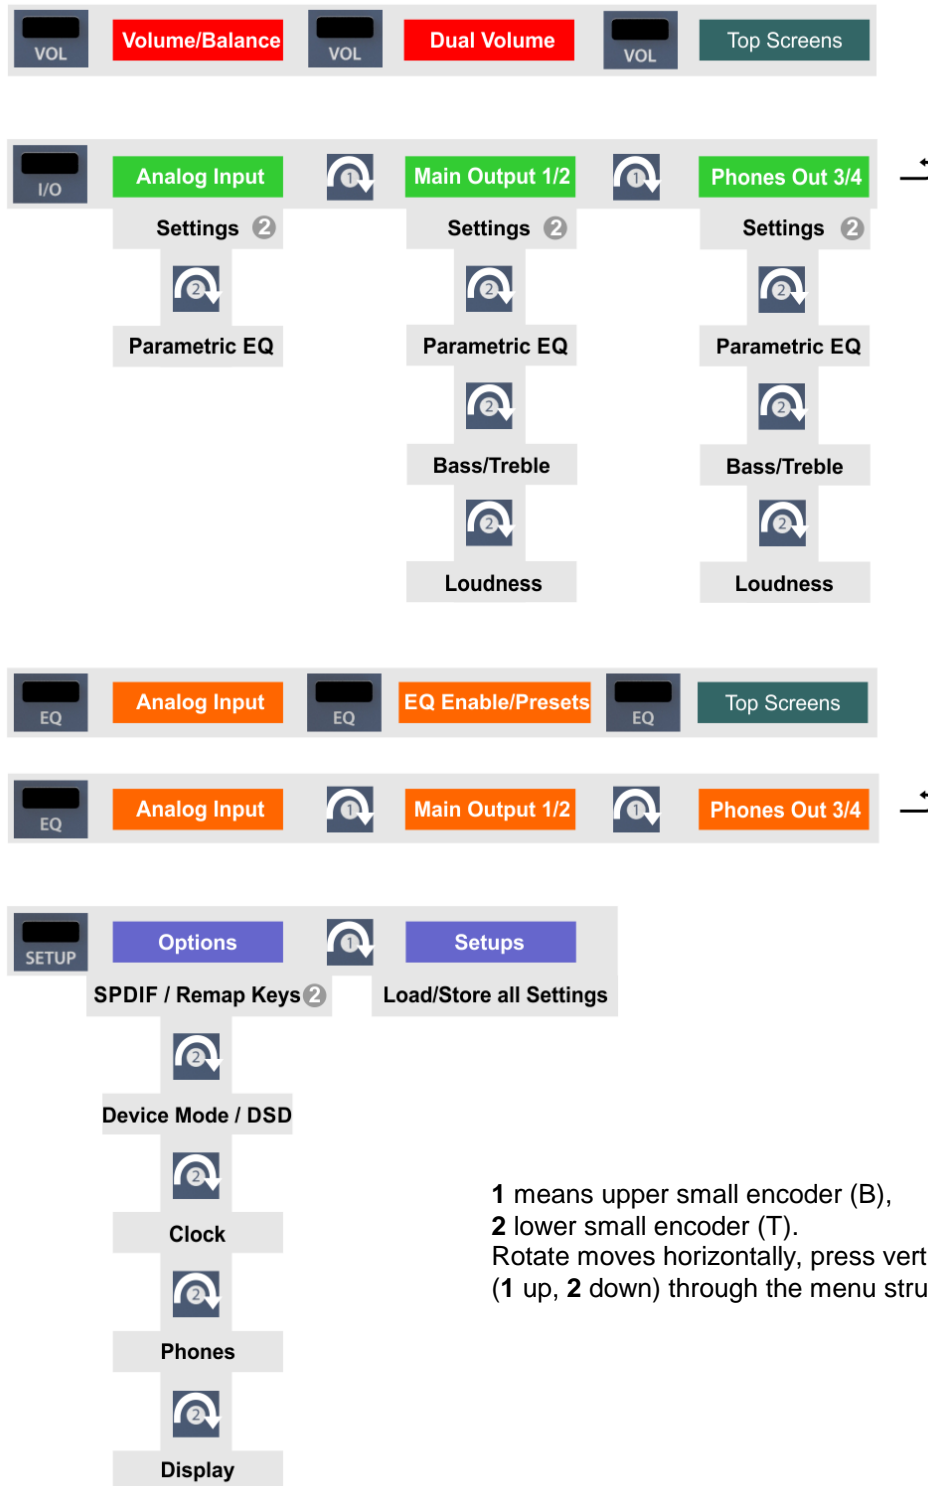 VOL Volume/Balance VOL Dual Volume VOL Top Screens
I/O Analog Input 1 Main Output 1/2 1 Phones Out 3/4
Settings 2 Settings 2 Settings 2
2 2 2
Parametric EQ Parametric EQ Parametric EQ
2 2
Bass/Treble Bass/Treble
2 2
Loudness Loudness
EQ Analog Input EQ EQ Enable/Presets EQ Top Screens
EQ Analog Input 1 Main Output 1/2 1 Phones Out 3/4
SETUP Options 1 Setups
SPDIF / Remap Keys 2 Load/Store all Settings
2
Device Mode / DSD
2
Clock
2
Phones
2
Display
1 means upper small encoder (B),
2 lower small encoder (T).
Rotate moves horizontally, press vert
(1 up, 2 down) through the menu stru